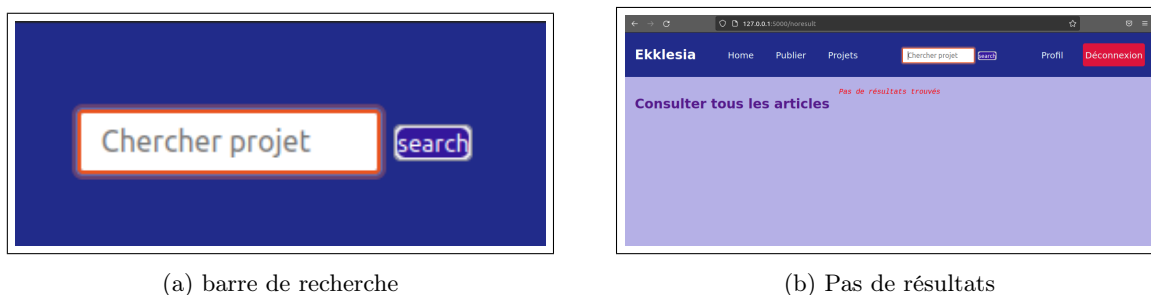 Chercher projet search
(a) barre de recherche
127.0.0.1:5000/noresult
Ekklesia Home Publier Projets Chercher projet search Profil Déconnexion
Pas de résultats trouvés
Consulter tous les articles
(b) Pas de résultats